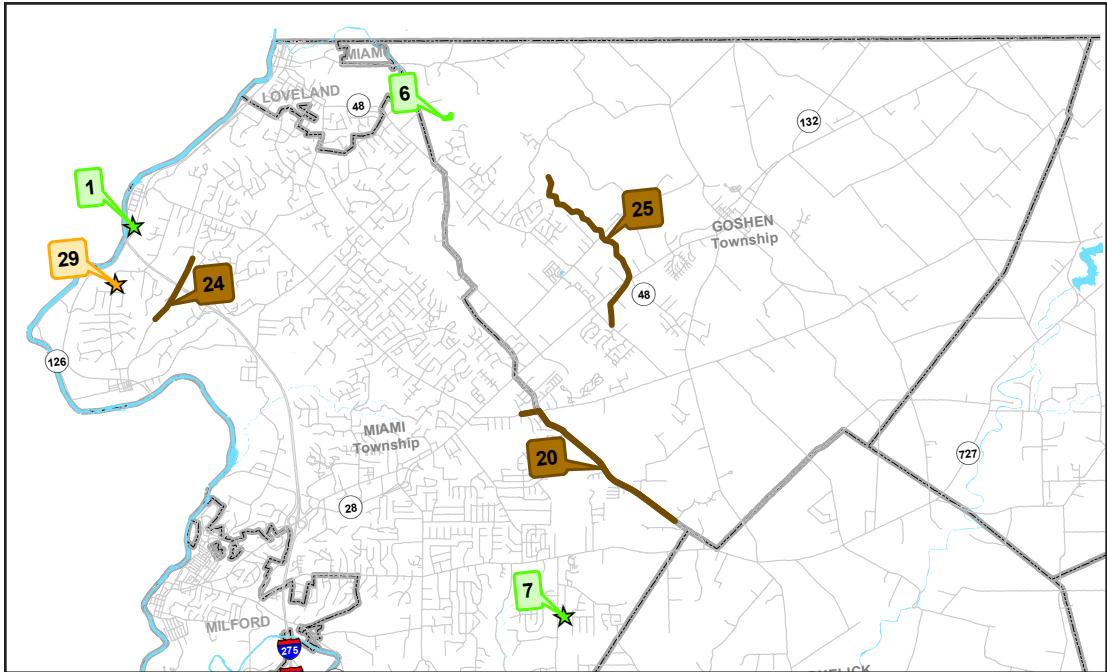 MIAMI
LOVELAND
48
6
132
1
25
GOSHEN
Township
29
24
48
126
MIAMI
Township
20
727
28
7
MILFORD
275